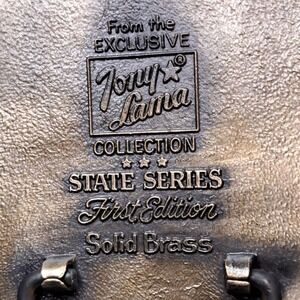 From the
EXCLUSIVE
Tony ☆ ®
Lama
COLLECTION
★★★
STATE SERIES
First Edition
Solid Brass